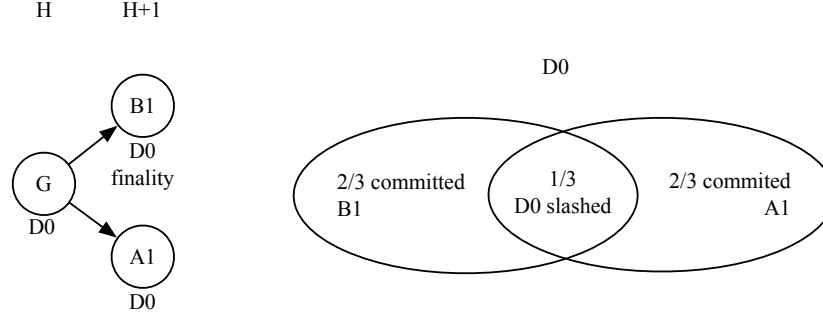 H H+1
D0
B1
D0
finality
G
D0
A1
D0
2/3 committed
B1
1/3
D0 slashed
2/3 commited
A1